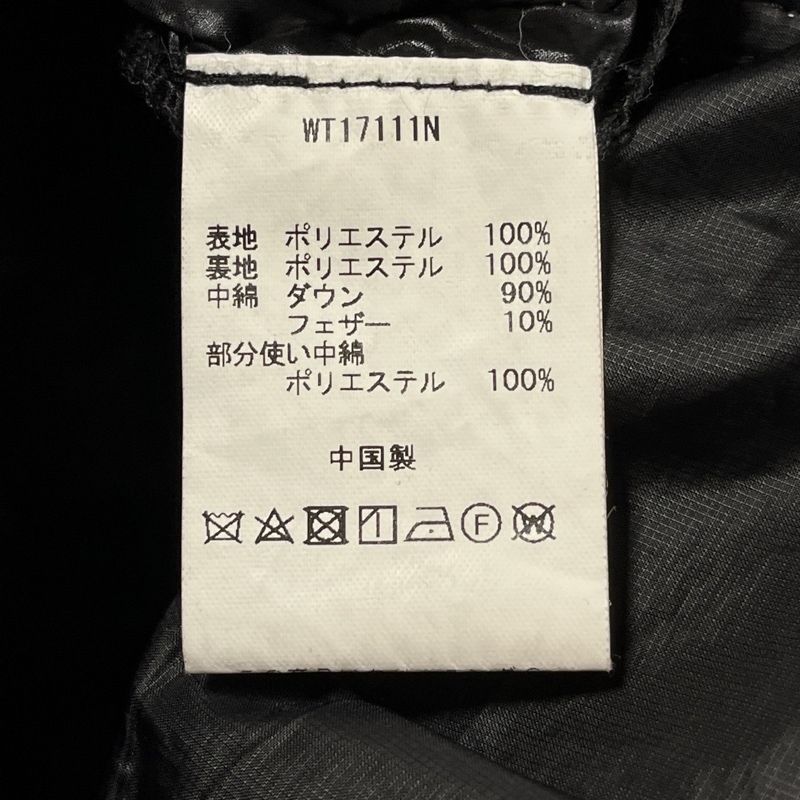 WT17111N
表地 ポリエステル 100%
裏地 ポリエステル 100%
中綿 ダウン 90%
フェザー 10%
部分使い中綿
ポリエステル 100%
中国製
F W